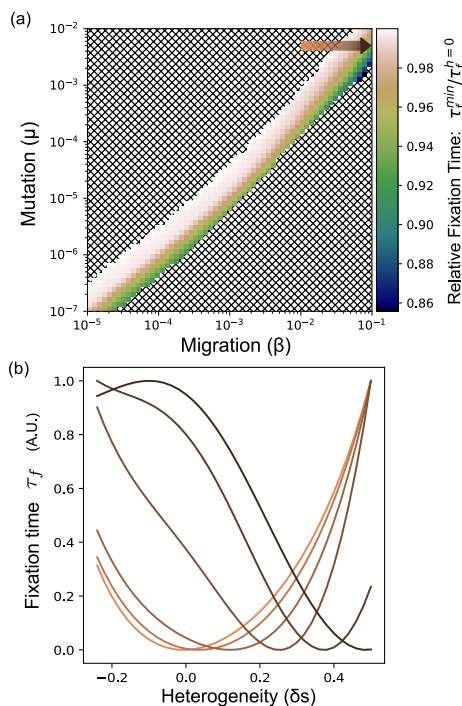 (a)
10⁻²
10⁻³
10⁻⁴
10⁻⁵
10⁻⁶
10⁻⁷
Mutation (μ)
10⁻⁵ 10⁻⁴ 10⁻³ 10⁻² 10⁻¹
Migration (β)
0.98
0.96
0.94
0.92
0.90
0.88
0.86
Relative Fixation Time: τ_f^{min}/τ_f^{h=0}
(b)
1.0
0.8
0.6
0.4
0.2
0.0
Fixation time τ_f (A.U.)
−0.2 0.0 0.2 0.4
Heterogeneity (δs)